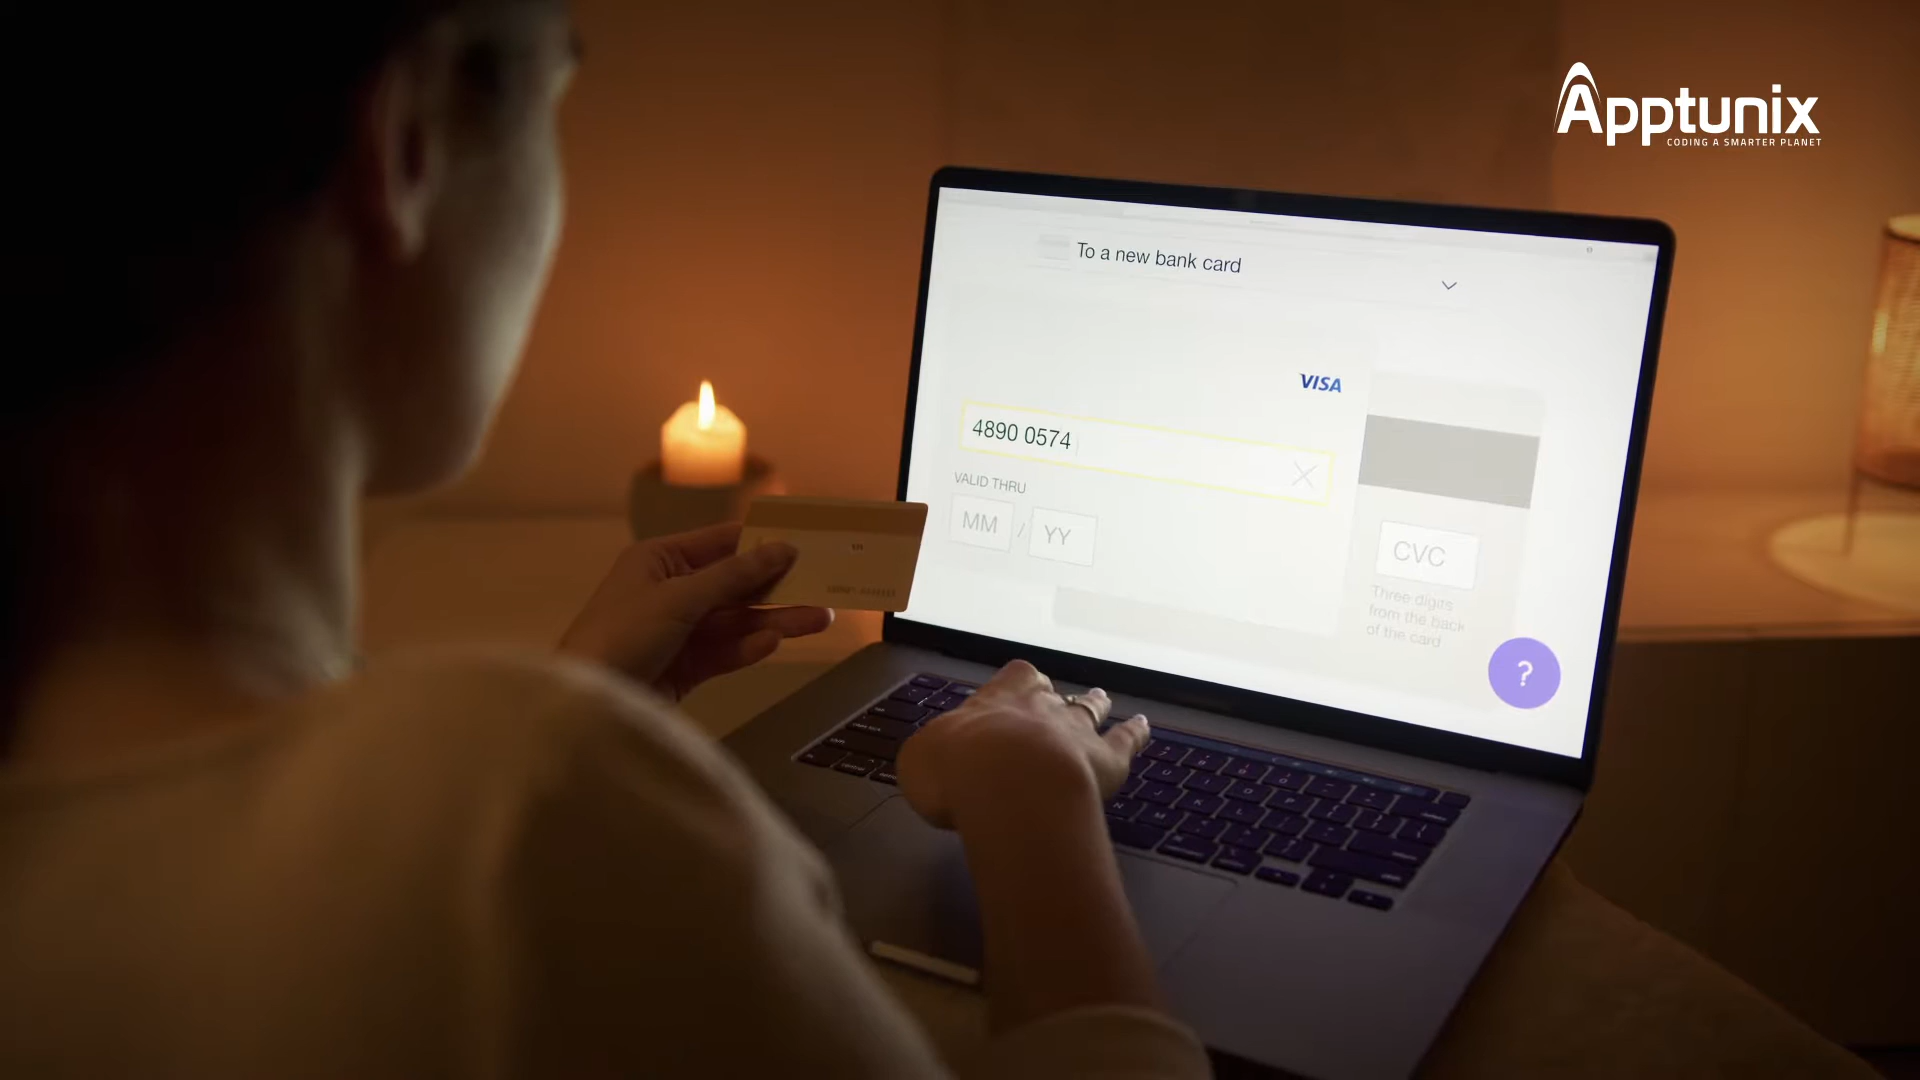 Apptunix
CODING A SMARTER PLANET
To a new bank card
VISA
4890 0574
VALID THRU
MM / YY
CVC
Three digits
from the back
of the card
?